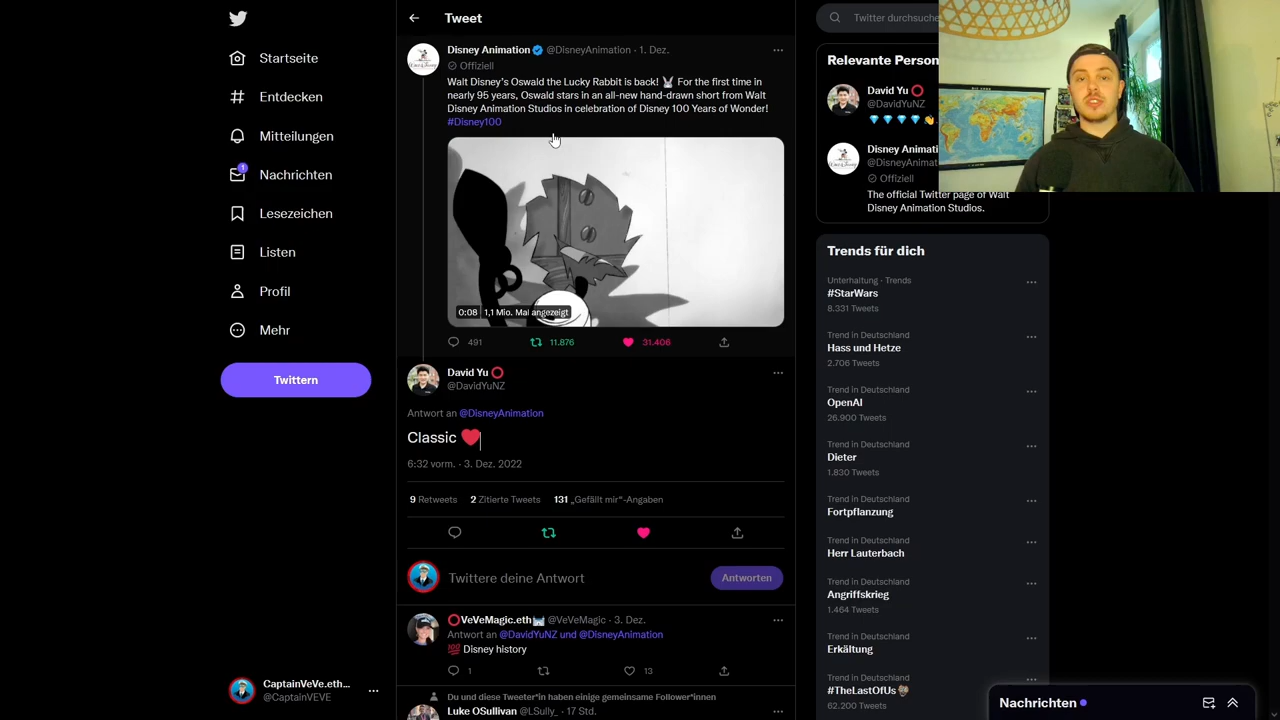 Startseite
Entdecken
Mitteilungen
1
Nachrichten
Lesezeichen
Listen
Profil
Mehr
Twittern
CaptainVeVe.eth...
@CaptainVEVE
Tweet
Disney Animation @DisneyAnimation · 1. Dez.
Offiziell
Walt Disney's Oswald the Lucky Rabbit is back! 🐰 For the first time in
nearly 95 years, Oswald stars in an all-new hand-drawn short from Walt
Disney Animation Studios in celebration of Disney 100 Years of Wonder!
#Disney100
0:08 1,1 Mio. Mal angezeigt
491 11.876 31.406
David Yu ⭕
@DavidYuNZ
Antwort an @DisneyAnimation
Classic ❤️
6:32 vorm. · 3. Dez. 2022
9 Retweets 2 Zitierte Tweets 131 „Gefällt mir“-Angaben
Twittere deine Antwort
Antworten
⭕VeVeMagic.eth @VeVeMagic · 3. Dez.
Antwort an @DavidYuNZ und @DisneyAnimation
💯 Disney history
1 13
Du und diese Tweeter*in haben einige gemeinsame Follower*innen
Luke OSullivan @LSully_ · 17 Std.
Twitter durchsuche
Relevante Person
David Yu ⭕
@DavidYuNZ
💎💎💎💎👏
Disney Animati
@DisneyAnimat
Offiziell
The official Twitter page of Walt
Disney Animation Studios.
Trends für dich
Unterhaltung · Trends
#StarWars
8.331 Tweets
Trend in Deutschland
Hass und Hetze
2.706 Tweets
Trend in Deutschland
OpenAI
26.900 Tweets
Trend in Deutschland
Dieter
1.830 Tweets
Trend in Deutschland
Fortpflanzung
Trend in Deutschland
Herr Lauterbach
Trend in Deutschland
Angriffskrieg
1.464 Tweets
Trend in Deutschland
Erkältung
Trend in Deutschland
#TheLastOfUs
62.200 Tweets
Nachrichten